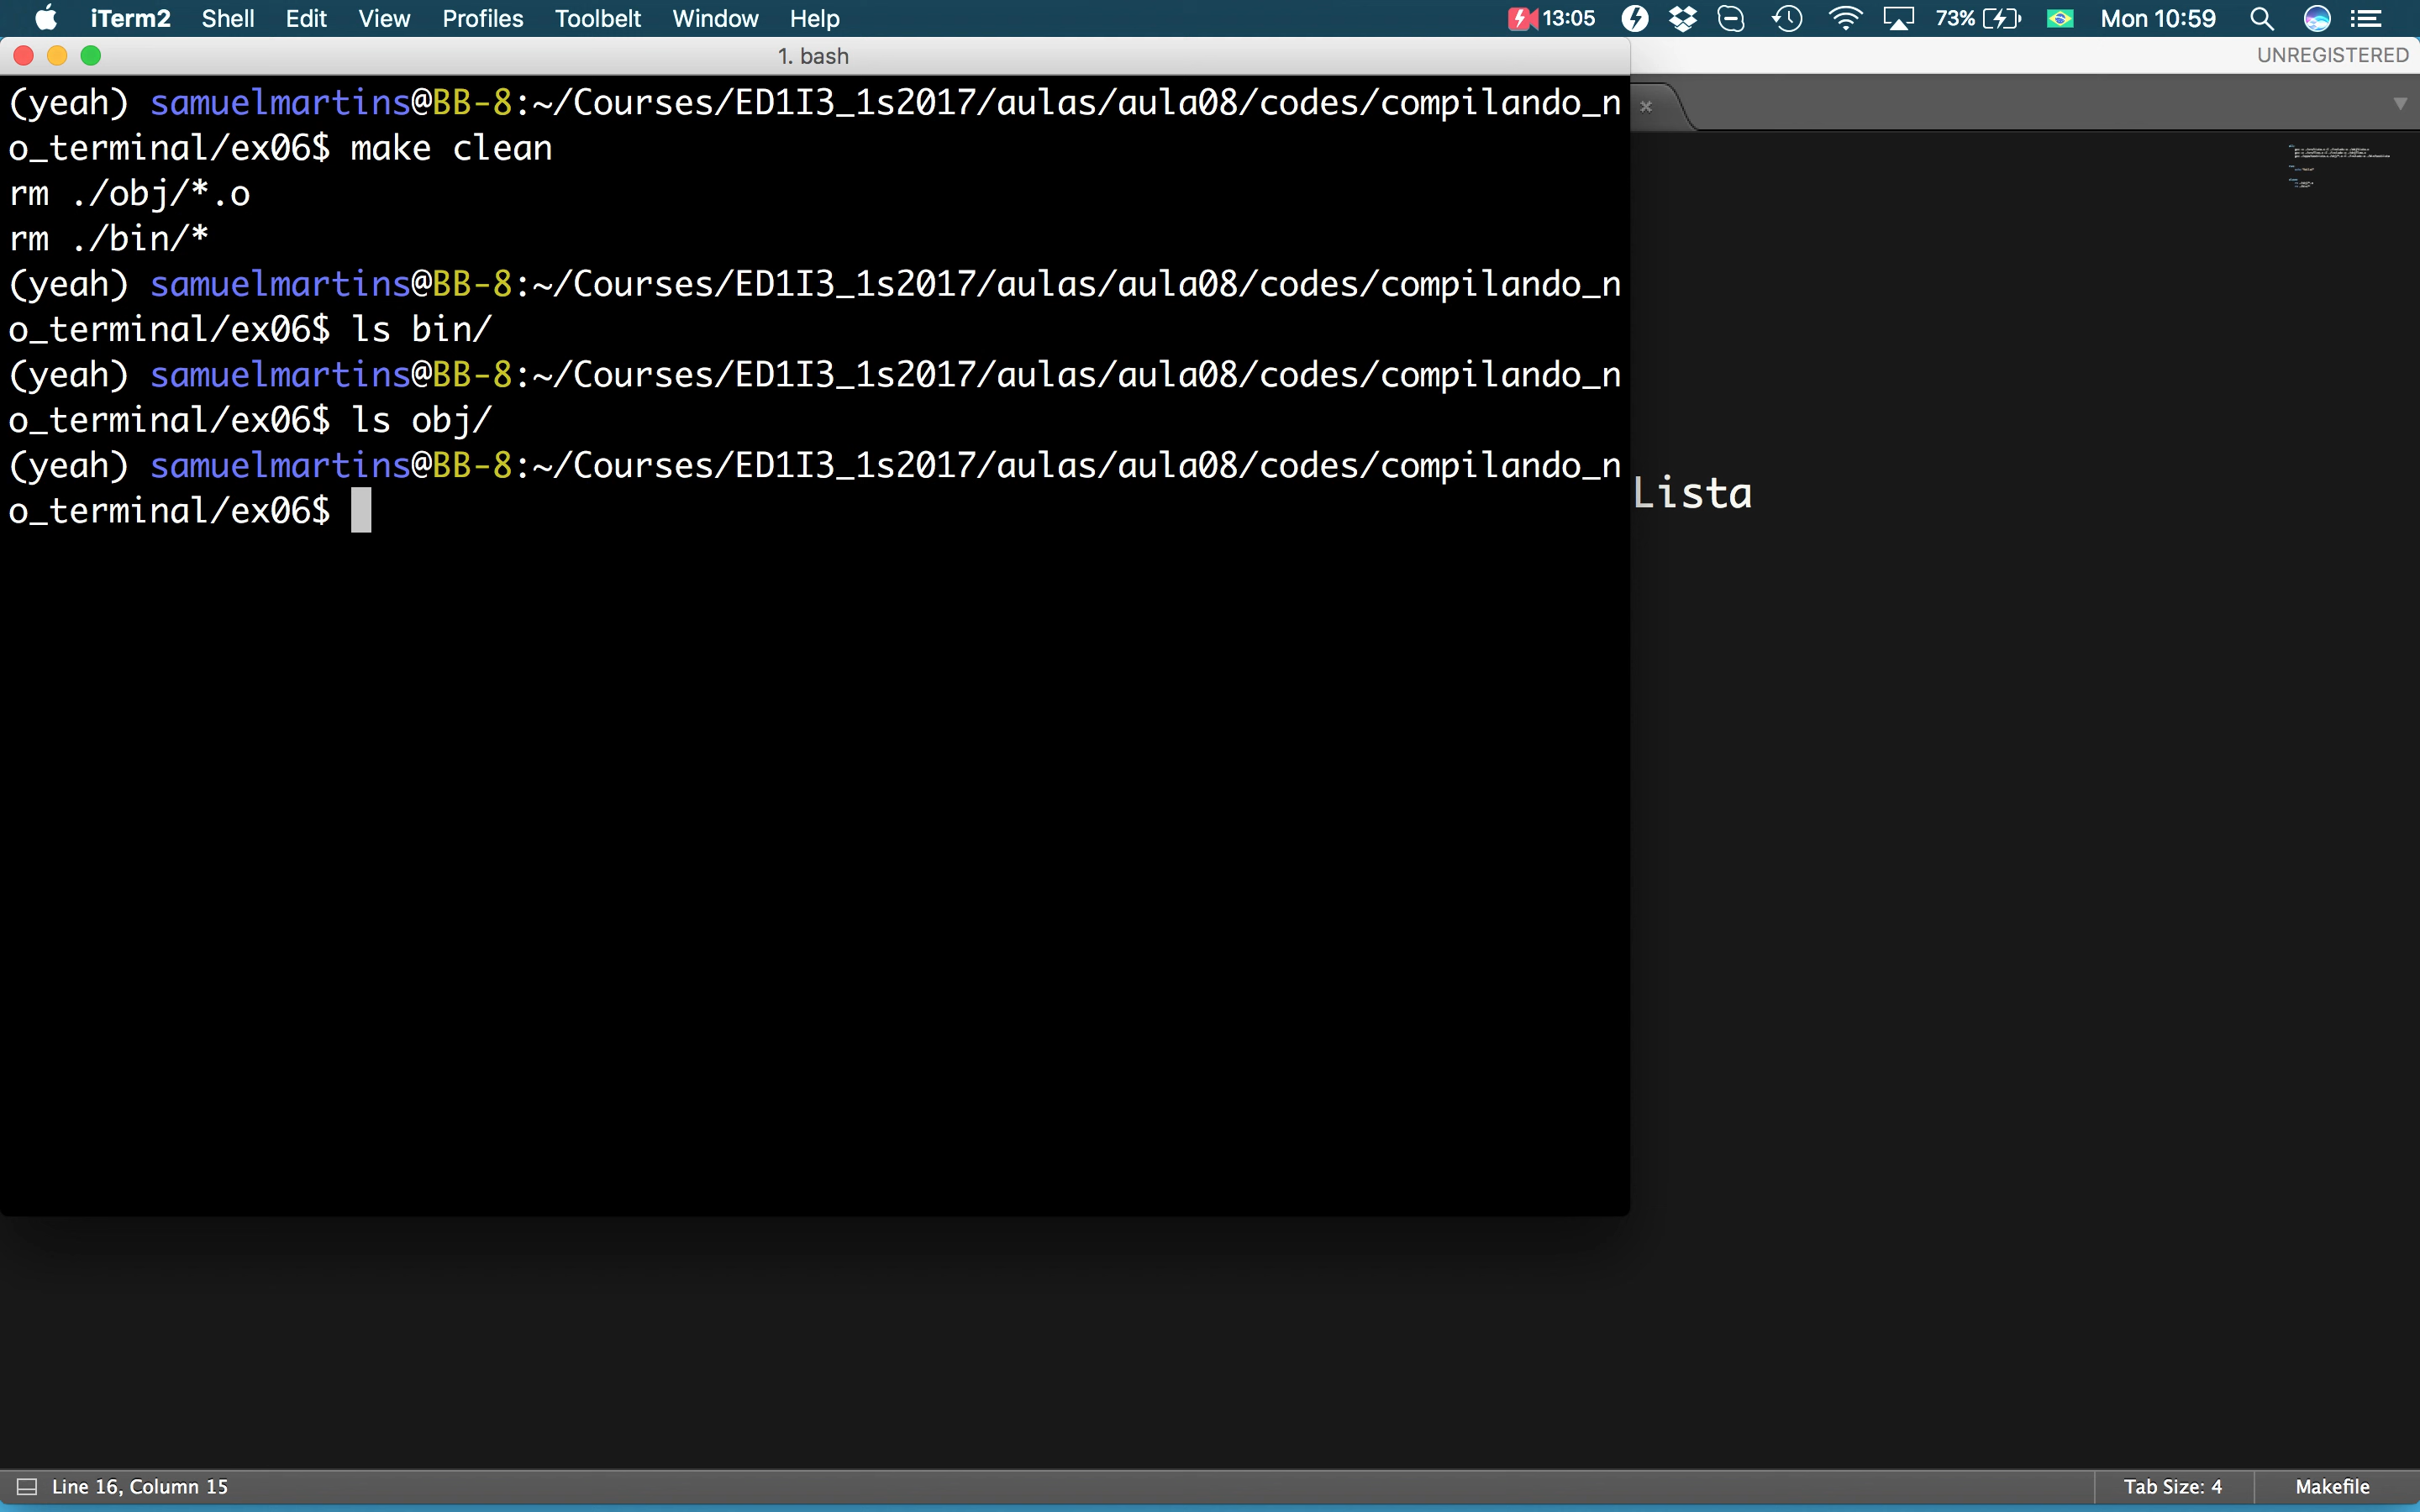 iTerm2 Shell Edit View Profiles Toolbelt Window Help 13:05 73% Mon 10:59
1. bash
UNREGISTERED
(yeah) samuelmartins@BB-8:~/Courses/ED1I3_1s2017/aulas/aula08/codes/compilando_n
o_terminal/ex06$ make clean
rm ./obj/*.o
rm ./bin/*
(yeah) samuelmartins@BB-8:~/Courses/ED1I3_1s2017/aulas/aula08/codes/compilando_n
o_terminal/ex06$ ls bin/
(yeah) samuelmartins@BB-8:~/Courses/ED1I3_1s2017/aulas/aula08/codes/compilando_n
o_terminal/ex06$ ls obj/
(yeah) samuelmartins@BB-8:~/Courses/ED1I3_1s2017/aulas/aula08/codes/compilando_n
o_terminal/ex06$
Lista
Line 16, Column 15 Tab Size: 4 Makefile